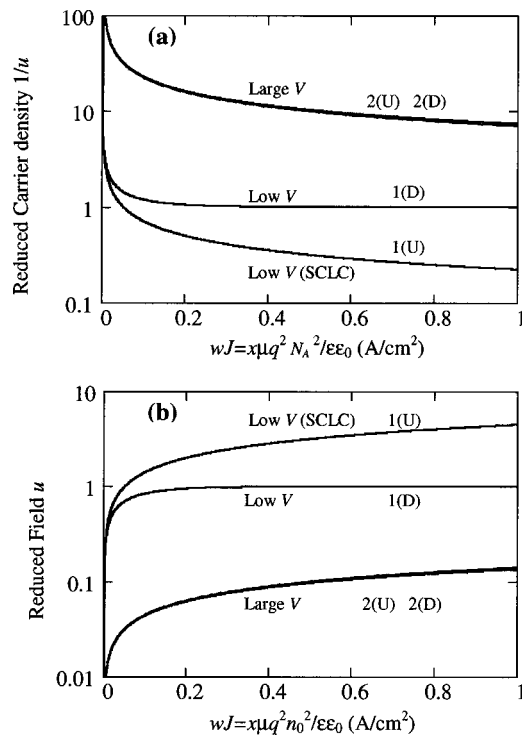 (a)
100
10
1
0.1
Reduced Carrier density 1/u
Large V
2(U) 2(D)
Low V
1(D)
1(U)
Low V (SCLC)
0 0.2 0.4 0.6 0.8 1
wJ=xμq² N_A²/εε₀ (A/cm²)
(b)
10
1
0.1
0.01
Reduced Field u
Low V (SCLC)
1(U)
Low V
1(D)
Large V
2(U) 2(D)
0 0.2 0.4 0.6 0.8 1
wJ=xμq²n₀²/εε₀ (A/cm²)